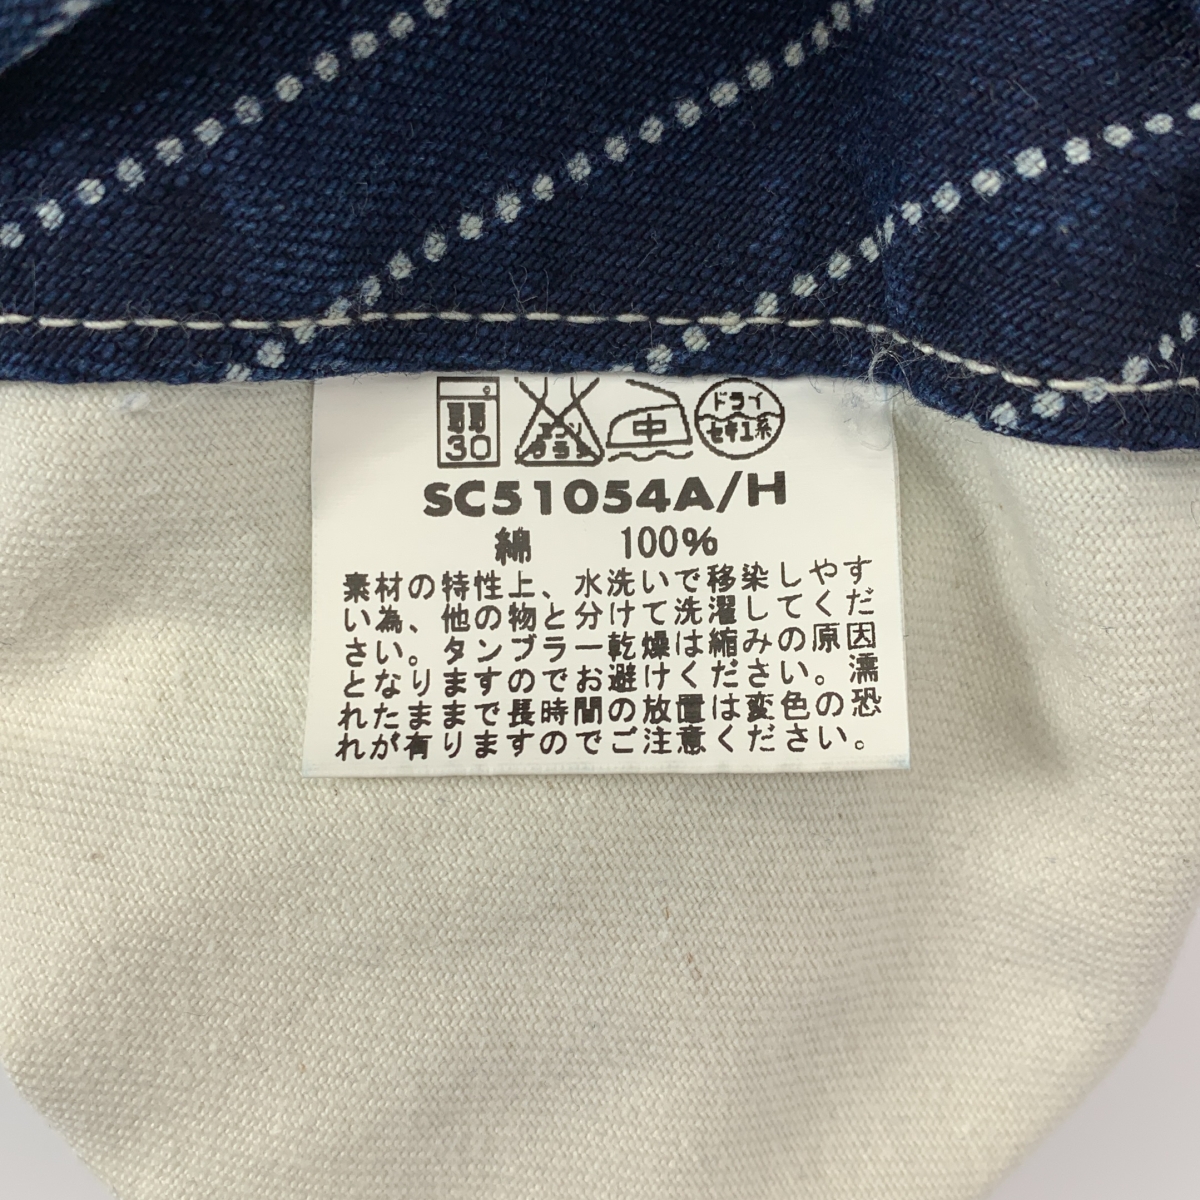 30 エンソ サラシ 中 ドライ セキユ系
SC51054A/H
綿 100%
素材の特性上、水洗いで移染しやす
い為、他の物と分けて洗濯してくだ
さい。タンブラー乾燥は縮みの原因
となりますのでお避けください。濡
れたままで長時間の放置は変色の恐
れが有りますのでご注意ください。